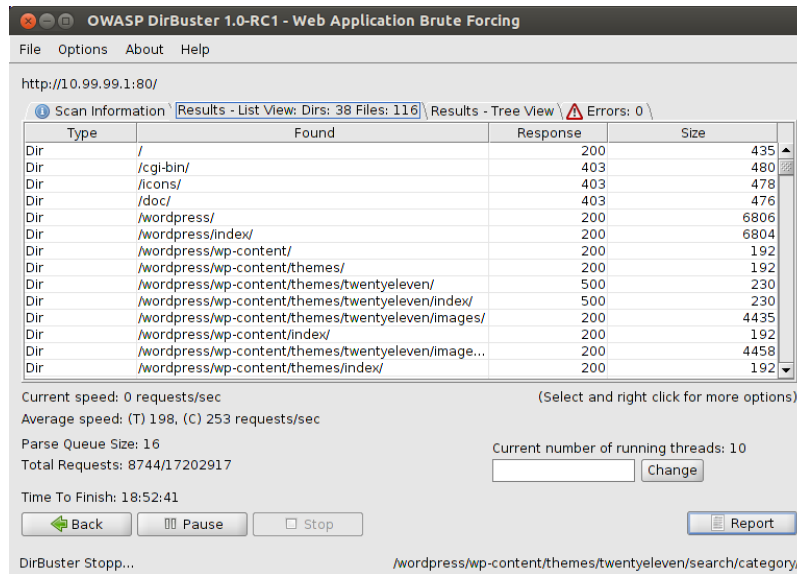 OWASP DirBuster 1.0-RC1 - Web Application Brute Forcing
File Options About Help
http://10.99.99.1:80/
Scan Information Results - List View: Dirs: 38 Files: 116 Results - Tree View Errors: 0
Type Found Response Size
Dir / 200 435
Dir /cgi-bin/ 403 480
Dir /icons/ 403 478
Dir /doc/ 403 476
Dir /wordpress/ 200 6806
Dir /wordpress/index/ 200 6804
Dir /wordpress/wp-content/ 200 192
Dir /wordpress/wp-content/themes/ 200 192
Dir /wordpress/wp-content/themes/twentyeleven/ 500 230
Dir /wordpress/wp-content/themes/twentyeleven/index/ 500 230
Dir /wordpress/wp-content/themes/twentyeleven/images/ 200 4435
Dir /wordpress/wp-content/index/ 200 192
Dir /wordpress/wp-content/themes/twentyeleven/image... 200 4458
Dir /wordpress/wp-content/themes/index/ 200 192
Current speed: 0 requests/sec (Select and right click for more options)
Average speed: (T) 198, (C) 253 requests/sec
Parse Queue Size: 16 Current number of running threads: 10
Total Requests: 8744/17202917 Change
Time To Finish: 18:52:41
Back Pause Stop Report
DirBuster Stopp... /wordpress/wp-content/themes/twentyeleven/search/category/